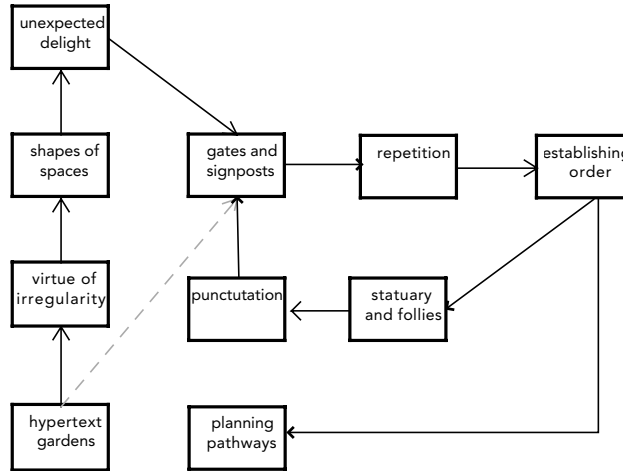 unexpected
delight
shapes of
spaces
gates and
signposts
repetition
establishing
order
virtue of
irregularity
punctutation
statuary
and follies
hypertext
gardens
planning
pathways